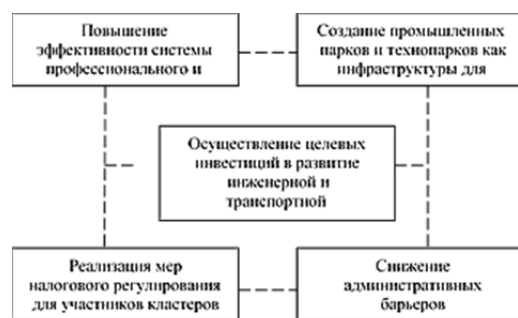 Повышение
эффективности системы
профессионального и
Создание промышленных
парков и технопарков как
инфраструктуры для
Осуществление целевых
инвестиций в развитие
инженерной и
транспортной
Реализация мер
налогового регулирования
для участников кластеров
Снижение
административных
барьеров